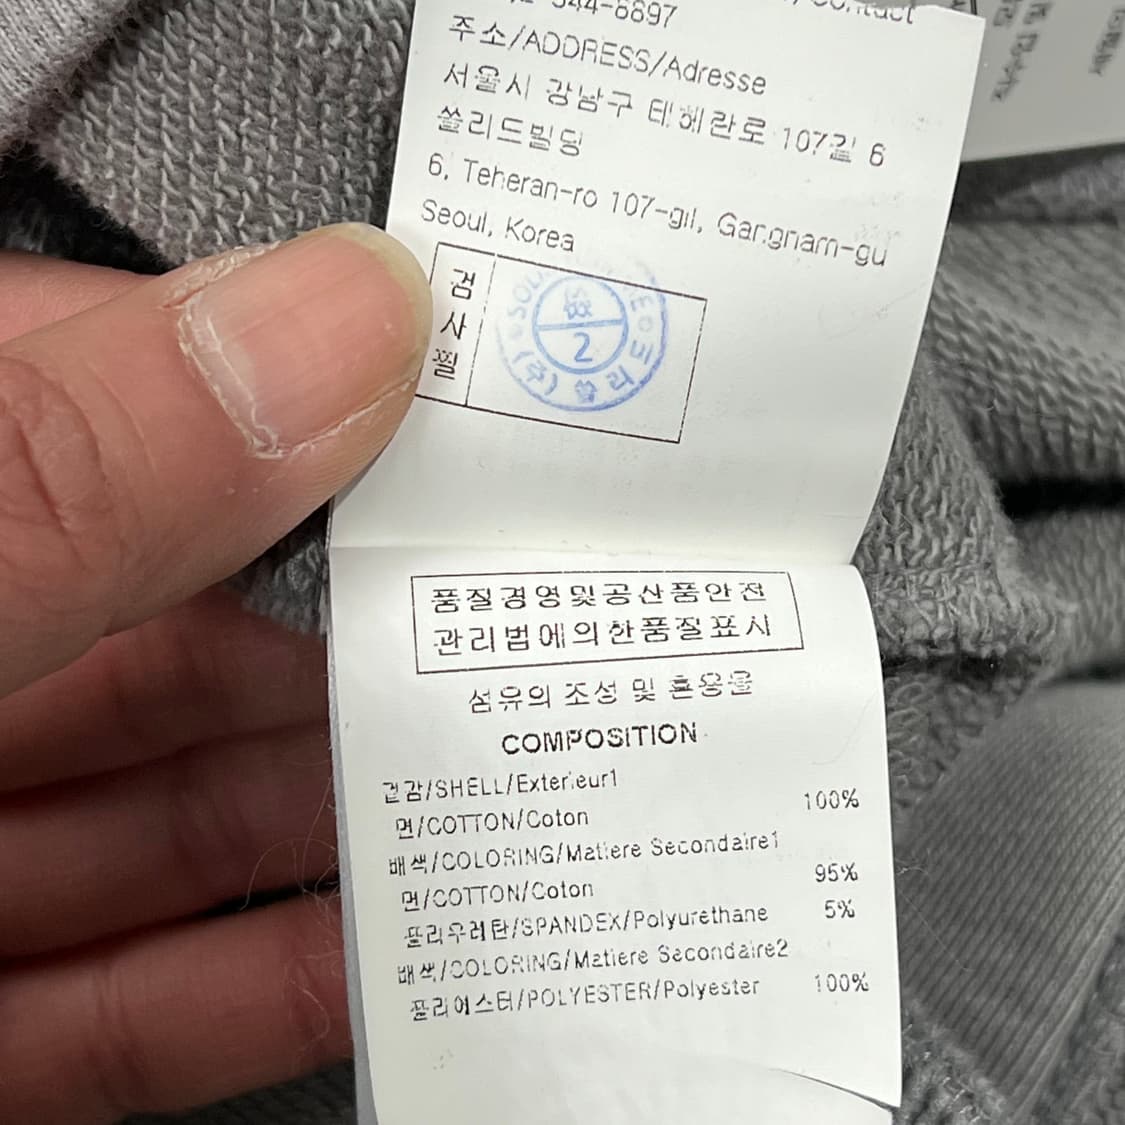 544-8897
Contact
주소/ADDRESS/Adresse
서울시 강남구 테헤란로 107길 6
쏠리드빌딩
6, Teheran-ro 107-gil, Gangnam-gu
Seoul, Korea
검사필
2
(주) 쏠리드
품질경영및공산품안전
관리법에의한품질표시
섬유의 조성 및 혼용율
COMPOSITION
겉감/SHELL/Exterieur1
면/COTTON/Coton 100%
배색/COLORING/Matiere Secondaire1
면/COTTON/Coton 95%
폴리우레탄/SPANDEX/Polyurethane 5%
배색/COLORING/Matiere Secondaire2
폴리에스터/POLYESTER/Polyester 100%